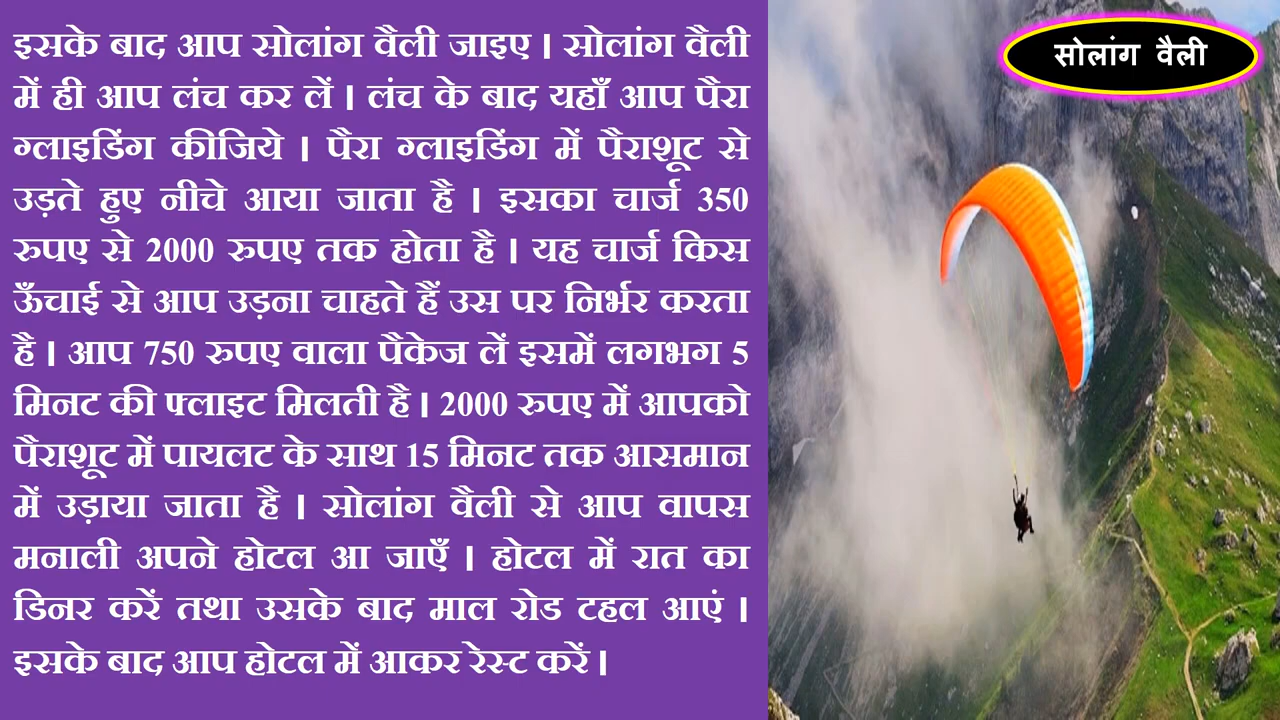 इसके बाद आप सोलांग वैली जाइए । सोलांग वैली
में ही आप लंच कर लें । लंच के बाद यहाँ आप पैरा
ग्लाइडिंग कीजिये । पैरा ग्लाइडिंग में पैराशूट से
उड़ते हुए नीचे आया जाता है । इसका चार्ज 350
रुपए से 2000 रुपए तक होता है । यह चार्ज किस
ऊँचाई से आप उड़ना चाहते हैं उस पर निर्भर करता
है । आप 750 रुपए वाला पैकेज लें इसमें लगभग 5
मिनट की फ्लाइट मिलती है । 2000 रुपए में आपको
पैराशूट में पायलट के साथ 15 मिनट तक आसमान
में उड़ाया जाता है । सोलांग वैली से आप वापस
मनाली अपने होटल आ जाएँ । होटल में रात का
डिनर करें तथा उसके बाद माल रोड टहल आएं ।
इसके बाद आप होटल में आकर रेस्ट करें ।
सोलांग वैली